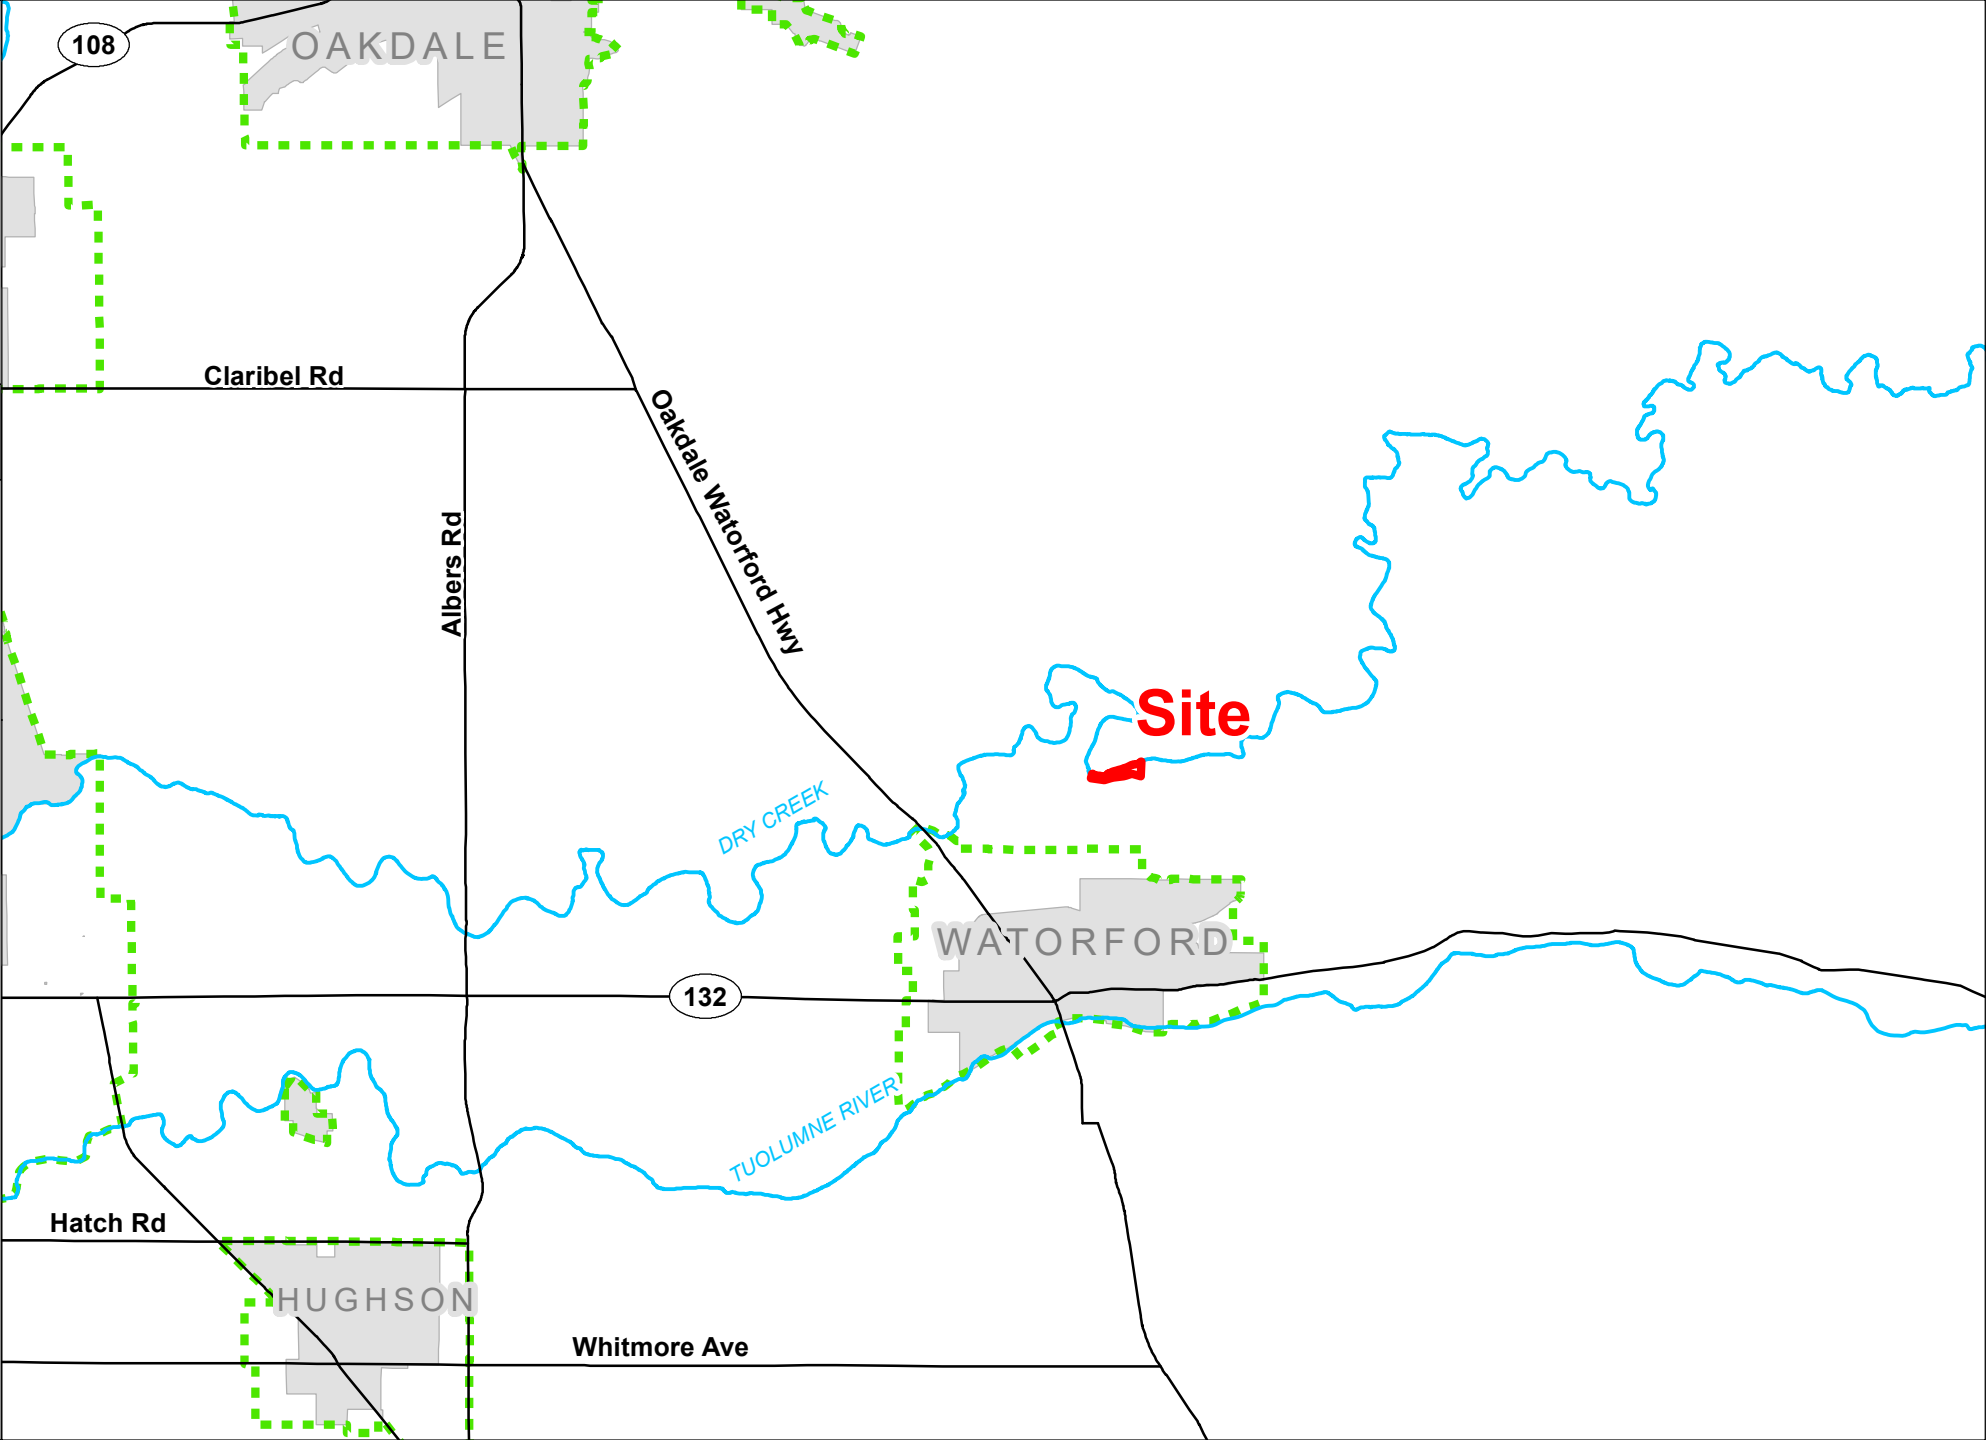 108
OAKDALE
Claribel Rd
Oakdale Watorford Hwy
Albers Rd
Site
DRY CREEK
WATORFORD
132
TUOLUMNE RIVER
Hatch Rd
HUGHSON
Whitmore Ave